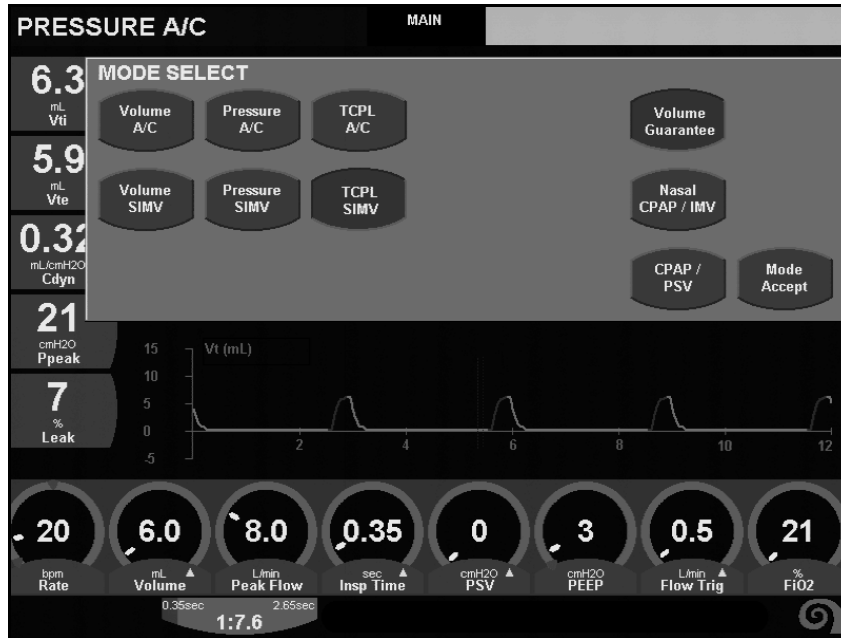 PRESSURE A/C
MAIN
MODE SELECT
6.3
mL
Vti
5.9
mL
Vte
0.32
mL/cmH2O
Cdyn
21
cmH2O
Ppeak
7
%
Leak
Volume
A/C
Pressure
A/C
TCPL
A/C
Volume
Guarantee
Volume
SIMV
Pressure
SIMV
TCPL
SIMV
Nasal
CPAP / IMV
CPAP /
PSV
Mode
Accept
Vt (mL)
15
10
5
0
-5
2 4 6 8 10 12
20 6.0 8.0 0.35 0 3 0.5 21
bpm mL L/min sec cmH2O cmH2O L/min %
Rate Volume Peak Flow Insp Time PSV PEEP Flow Trig FiO2
0.35sec 2.65sec
1:7.6